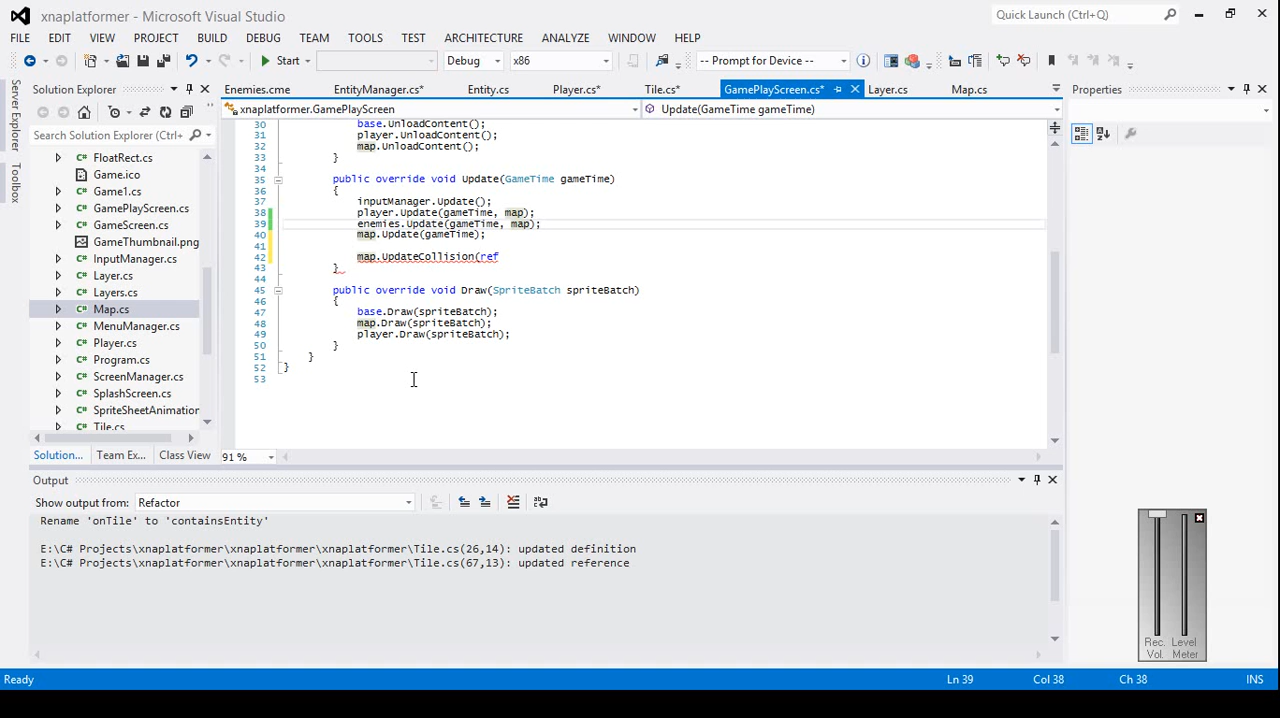 xnaplatformer - Microsoft Visual Studio
Quick Launch (Ctrl+Q)
FILE EDIT VIEW PROJECT BUILD DEBUG TEAM TOOLS TEST ARCHITECTURE ANALYZE WINDOW HELP
Start Debug x86 -- Prompt for Device --
Server Explorer
Toolbox
Solution Explorer
Search Solution Explorer (Ctrl+
FloatRect.cs
Game.ico
Game1.cs
GamePlayScreen.cs
GameScreen.cs
GameThumbnail.png
InputManager.cs
Layer.cs
Layers.cs
Map.cs
MenuManager.cs
Player.cs
Program.cs
ScreenManager.cs
SplashScreen.cs
SpriteSheetAnimation
Tile.cs
Solution... Team Ex... Class View
Enemies.cme EntityManager.cs* Entity.cs Player.cs* Tile.cs* GamePlayScreen.cs* Layer.cs Map.cs
xnaplatformer.GamePlayScreen Update(GameTime gameTime)
30 base.UnloadContent();
31 player.UnloadContent();
32 map.UnloadContent();
33 }
34
35 public override void Update(GameTime gameTime)
36 {
37 inputManager.Update();
38 player.Update(gameTime, map);
39 enemies.Update(gameTime, map);
40 map.Update(gameTime);
41
42 map.UpdateCollision(ref
43 }
44
45 public override void Draw(SpriteBatch spriteBatch)
46 {
47 base.Draw(spriteBatch);
48 map.Draw(spriteBatch);
49 player.Draw(spriteBatch);
50 }
51 }
52 }
53
91 %
Properties
Output
Show output from: Refactor
Rename 'onTile' to 'containsEntity'
E:\C# Projects\xnaplatformer\xnaplatformer\xnaplatformer\Tile.cs(26,14): updated definition
E:\C# Projects\xnaplatformer\xnaplatformer\xnaplatformer\Tile.cs(67,13): updated reference
Rec. Level
Vol. Meter
Ready Ln 39 Col 38 Ch 38 INS